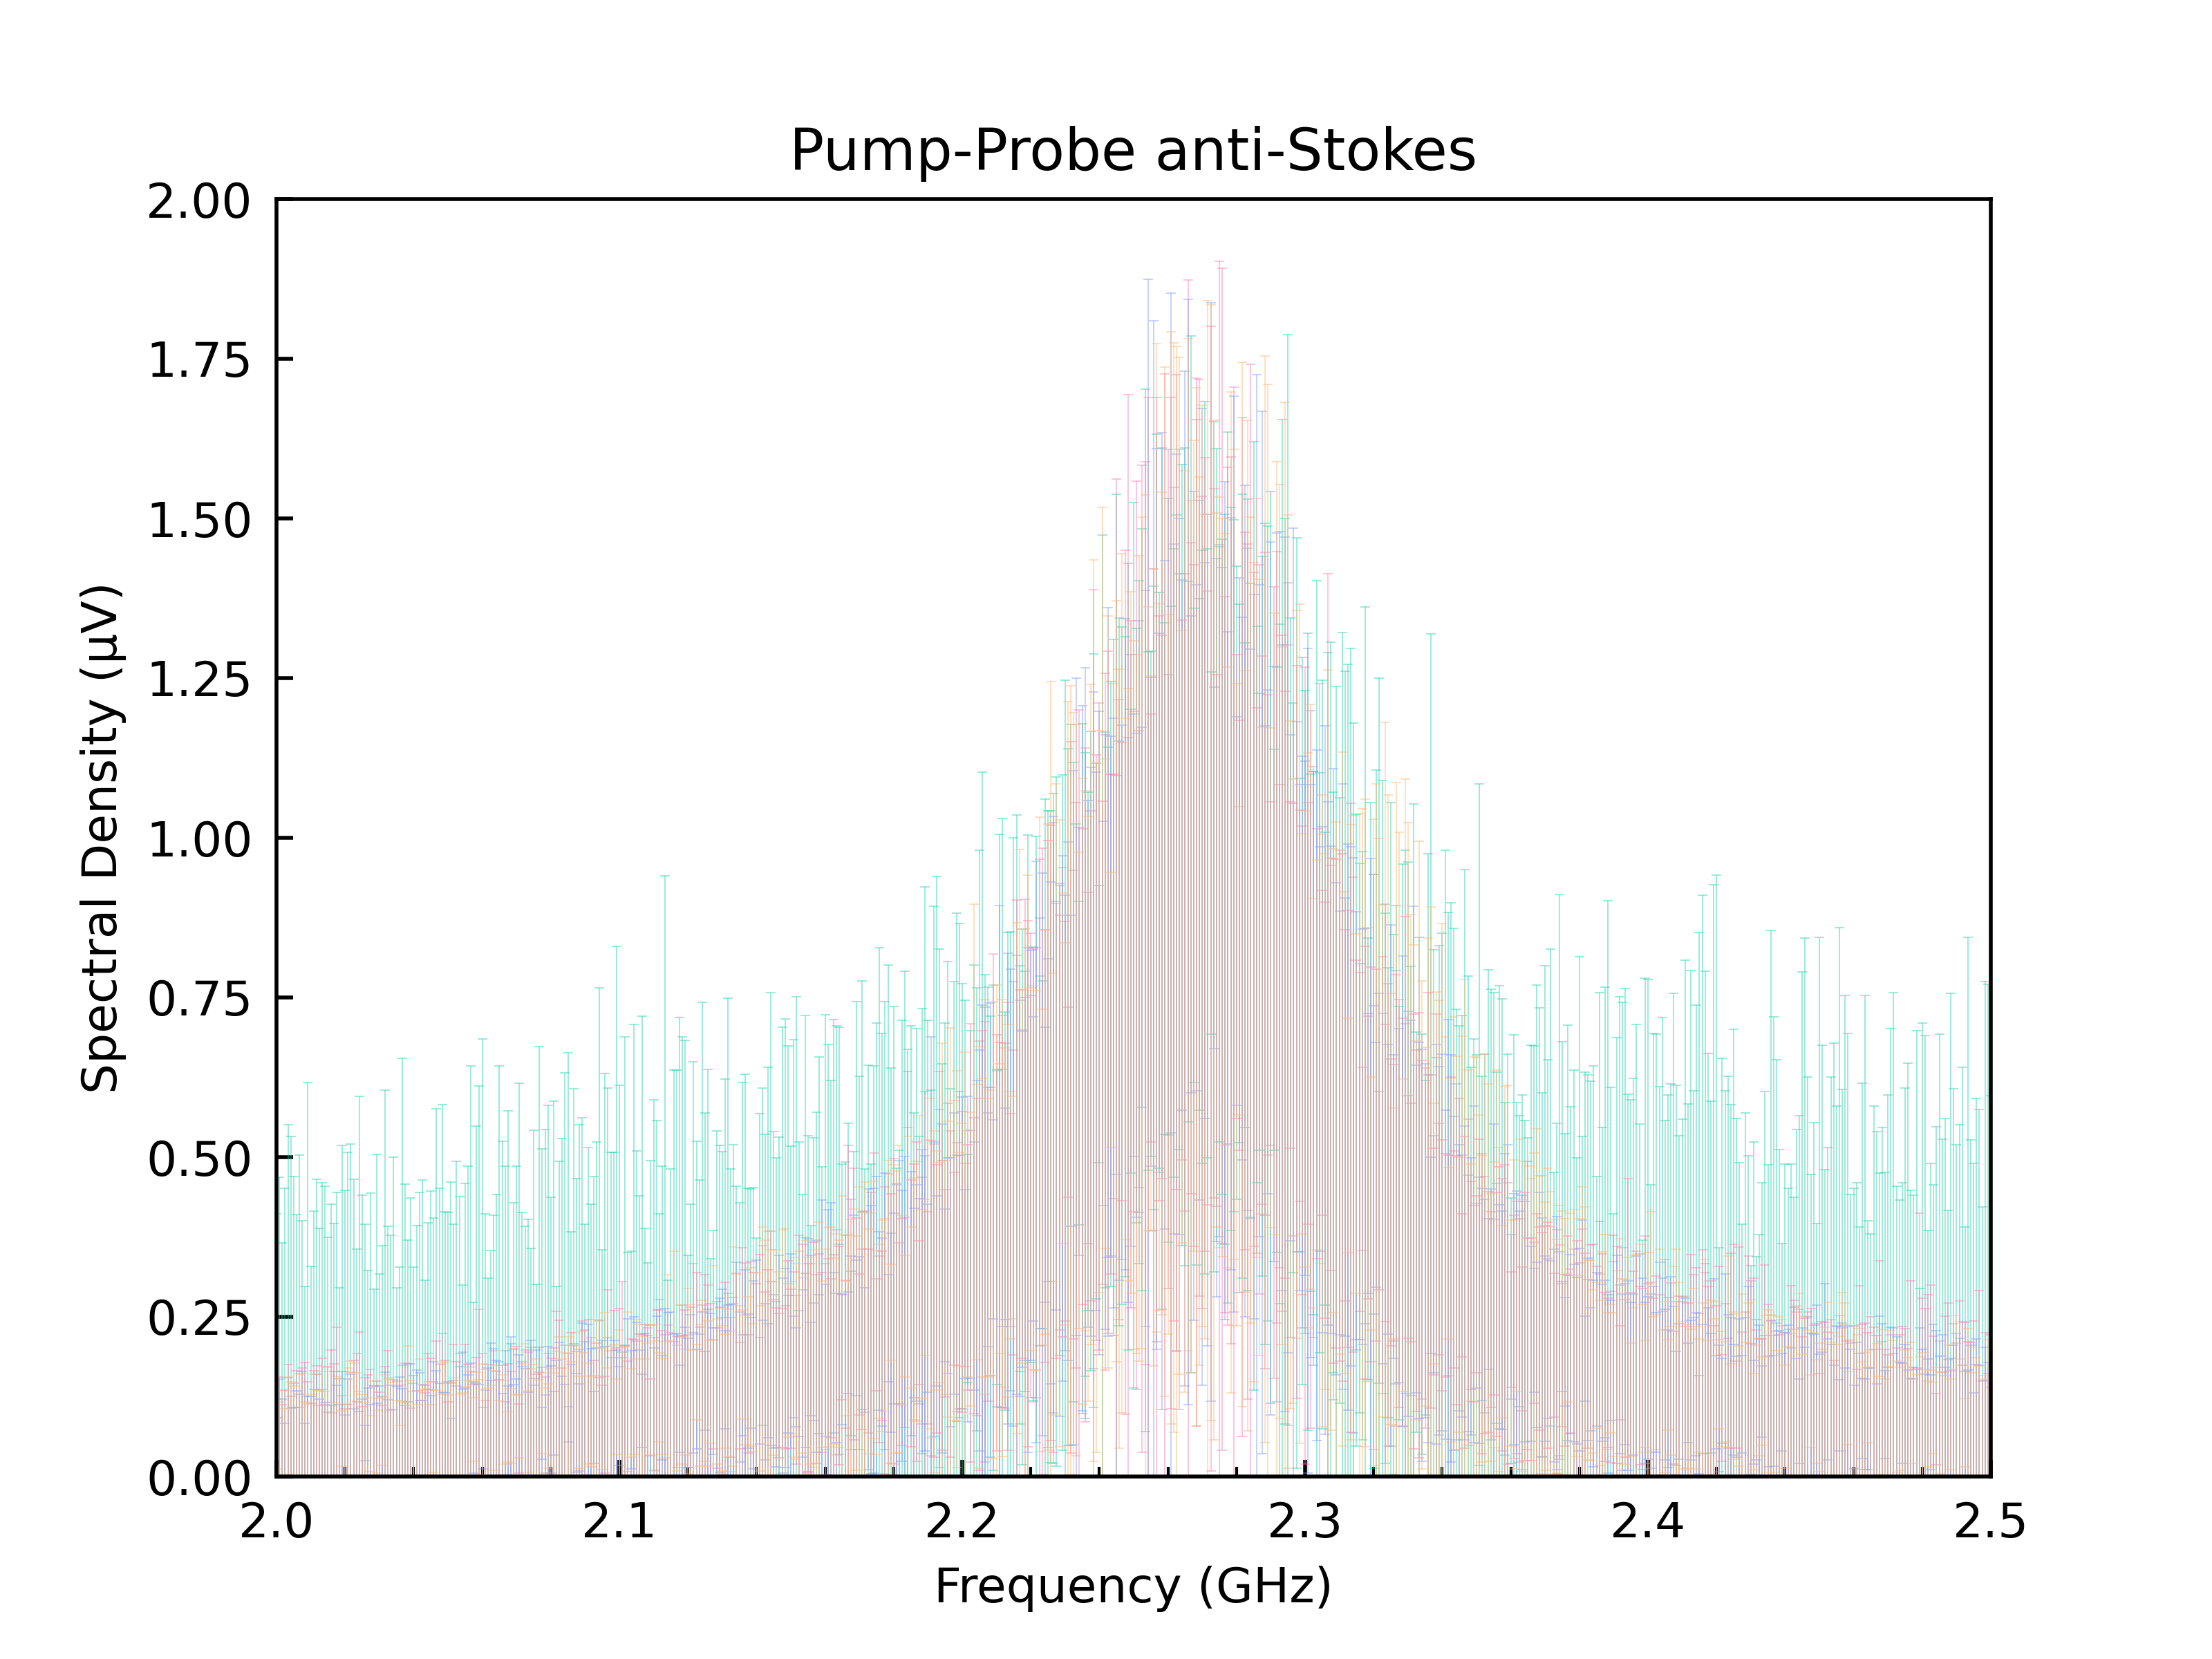 Pump-Probe anti-Stokes
2.00
1.75
1.50
1.25
1.00
0.75
0.50
0.25
0.00
Spectral Density (μV)
2.0 2.1 2.2 2.3 2.4 2.5
Frequency (GHz)